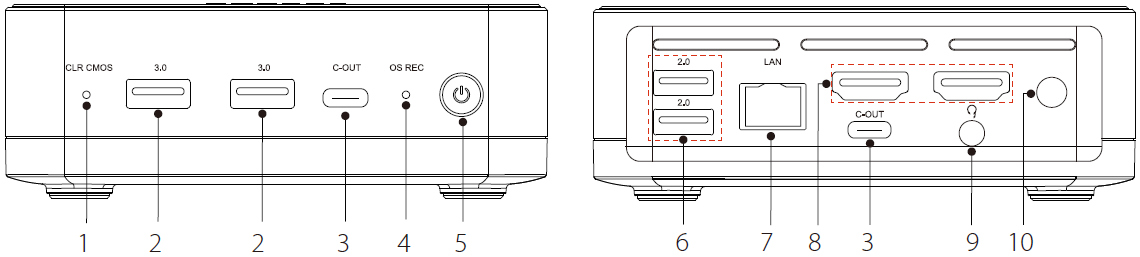 CLR CMOS 3.0 3.0 C-OUT OS REC
1 2 2 3 4 5
2.0 LAN
2.0
C-OUT
6 7 8 3 9 10